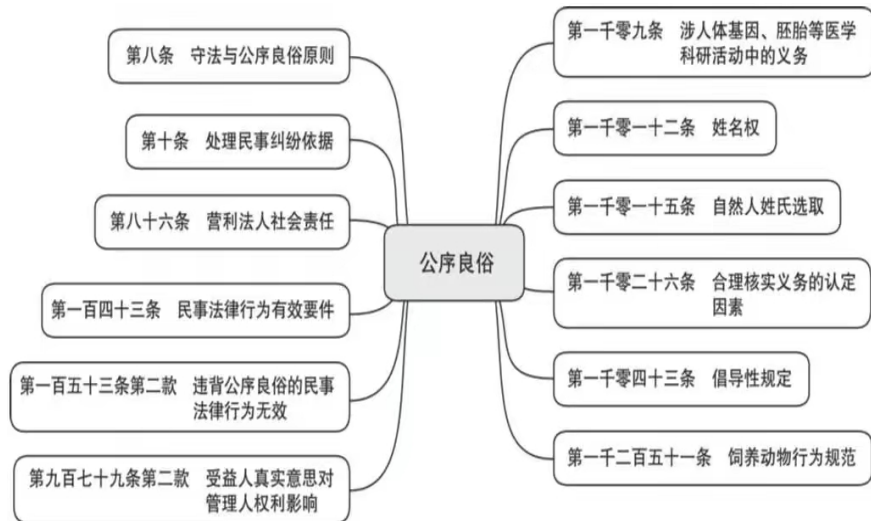 第八条 守法与公序良俗原则
第十条 处理民事纠纷依据
第八十六条 营利法人社会责任
第一百四十三条 民事法律行为有效要件
第一百五十三条第二款 违背公序良俗的民事
法律行为无效
第九百七十九条第二款 受益人真实意思对
管理人权利影响
公序良俗
第一千零九条 涉人体基因、胚胎等医学
科研活动中的义务
第一千零一十二条 姓名权
第一千零一十五条 自然人姓氏选取
第一千零二十六条 合理核实义务的认定
因素
第一千零四十三条 倡导性规定
第一千二百五十一条 饲养动物行为规范